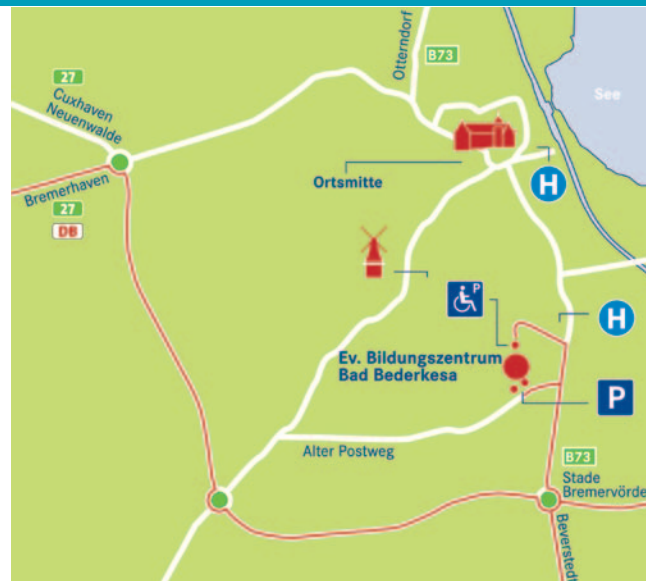 Otterndorf
B73
27
Cuxhaven
Neuenwalde
See
Bremerhaven
27
DB
Ortsmitte
H
P
H
Ev. Bildungszentrum
Bad Bederkesa
P
Alter Postweg
B73
Stade
Bremervörde
Beverstedt